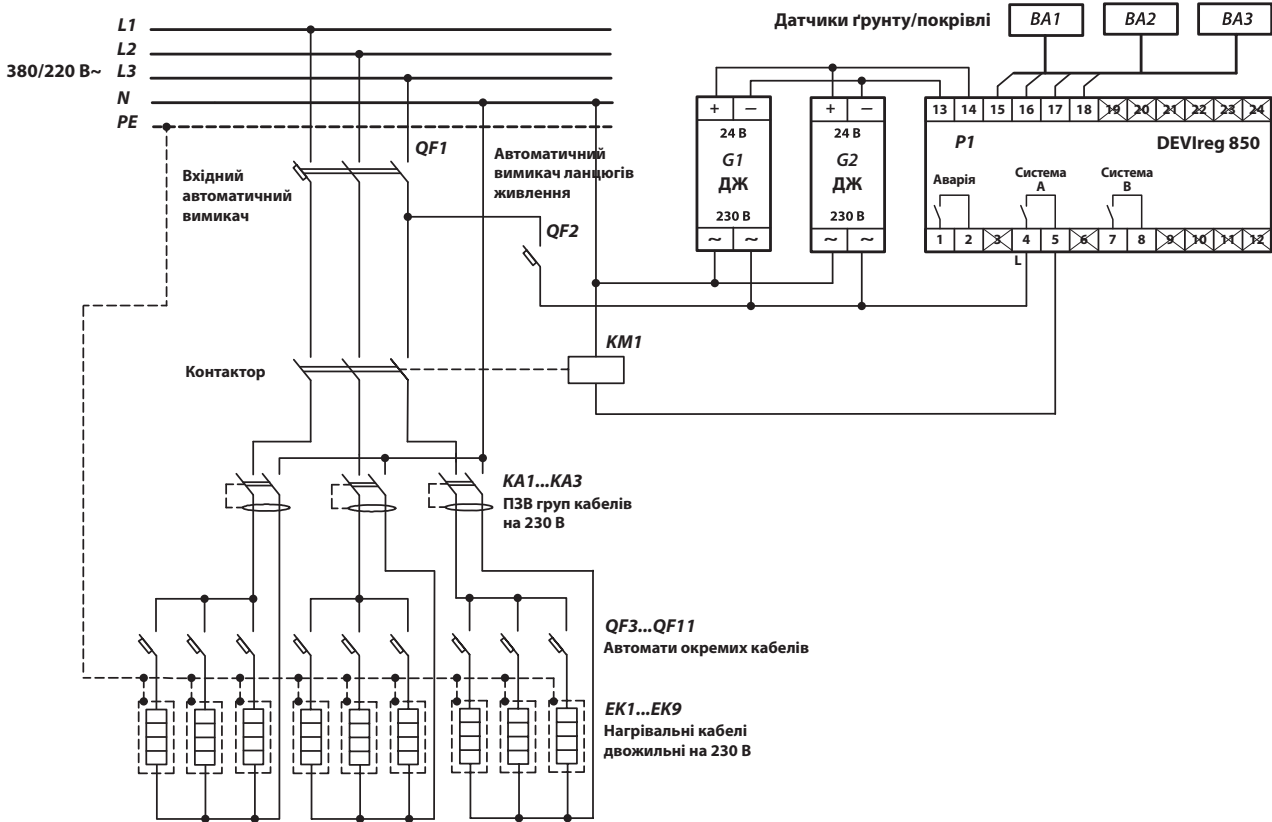 Датчики ґрунту/покрівлі
BA1
BA2
BA3
L1
L2
380/220 В~
L3
N
PE
QF1
Вхідний
автоматичний
вимикач
Автоматичний
вимикач ланцюгів
живлення
QF2
+ –
24 В
G1
ДЖ
230 В
~ ~
+ –
24 В
G2
ДЖ
230 В
~ ~
13 14 15 16 17 18 19 20 21 22 23 24
P1
DEVIreg 850
Аварія
Система
А
Система
В
1 2 3 4 5 6 7 8 9 10 11 12
L
KM1
Контактор
KA1...KA3
ПЗВ груп кабелів
на 230 В
QF3...QF11
Автомати окремих кабелів
EK1...EK9
Нагрівальні кабелі
двожильні на 230 В